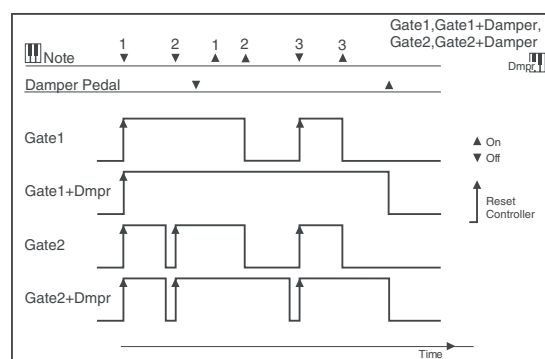 Gate1,Gate1+Damper,
Gate2,Gate2+Damper
1 2 1 2 3 3
Note
Dmpr
Damper Pedal
Gate1
On
Off
Gate1+Dmpr
Reset
Controller
Gate2
Gate2+Dmpr
Time